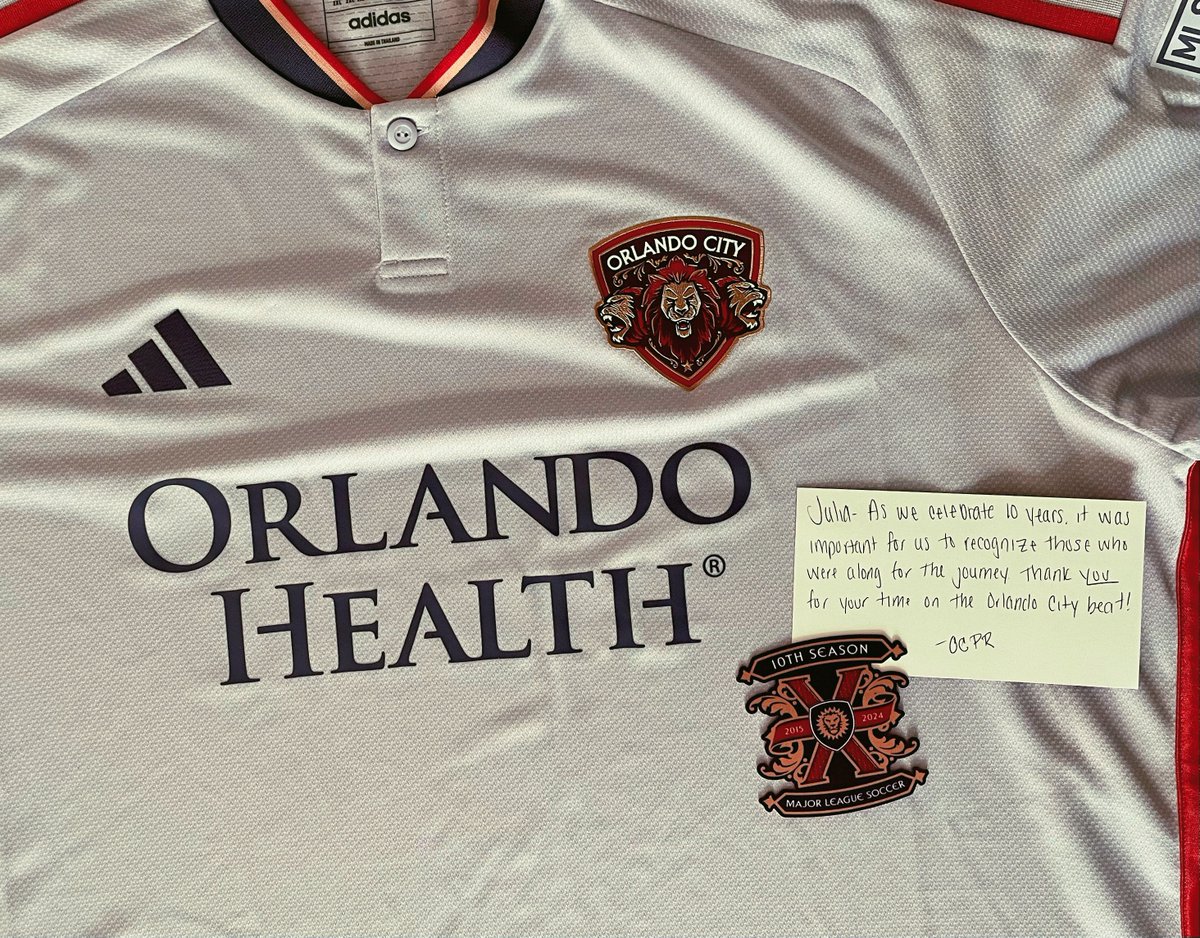 adidas
MADE IN THAILAND
MLS
ORLANDO CITY
ORLANDO
HEALTH®
Julia- As we celebrate 10 years, it was
important for us to recognize those who
were along for the journey. Thank you
for your time on the Orlando City beat!
-OCPR
10TH SEASON
X
2015 2024
MAJOR LEAGUE SOCCER